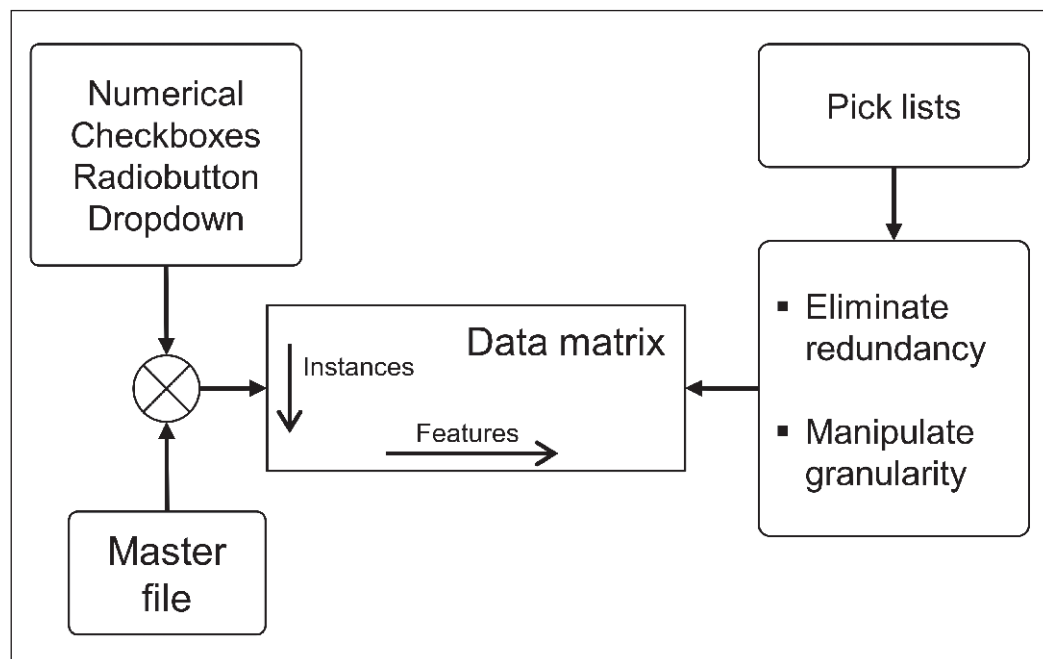 Numerical
Checkboxes
Radiobutton
Dropdown
Pick lists
Data matrix
Instances
Features
▪ Eliminate
redundancy
▪ Manipulate
granularity
Master
file